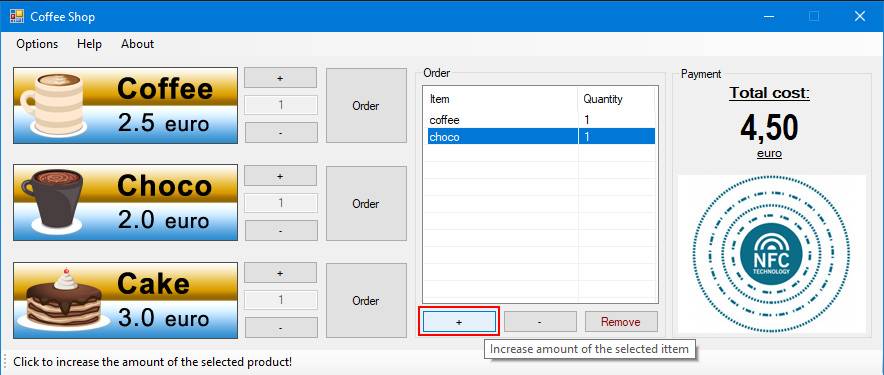 Coffee Shop
Options Help About
Coffee
2.5 euro
+
1
-
Order
Choco
2.0 euro
+
1
-
Order
Cake
3.0 euro
+
1
-
Order
Order
Item Quantity
coffee 1
choco 1
+ - Remove
Increase amount of the selected ittem
Payment
Total cost:
4,50
euro
NFC
TECHNOLOGY
Click to increase the amount of the selected product!